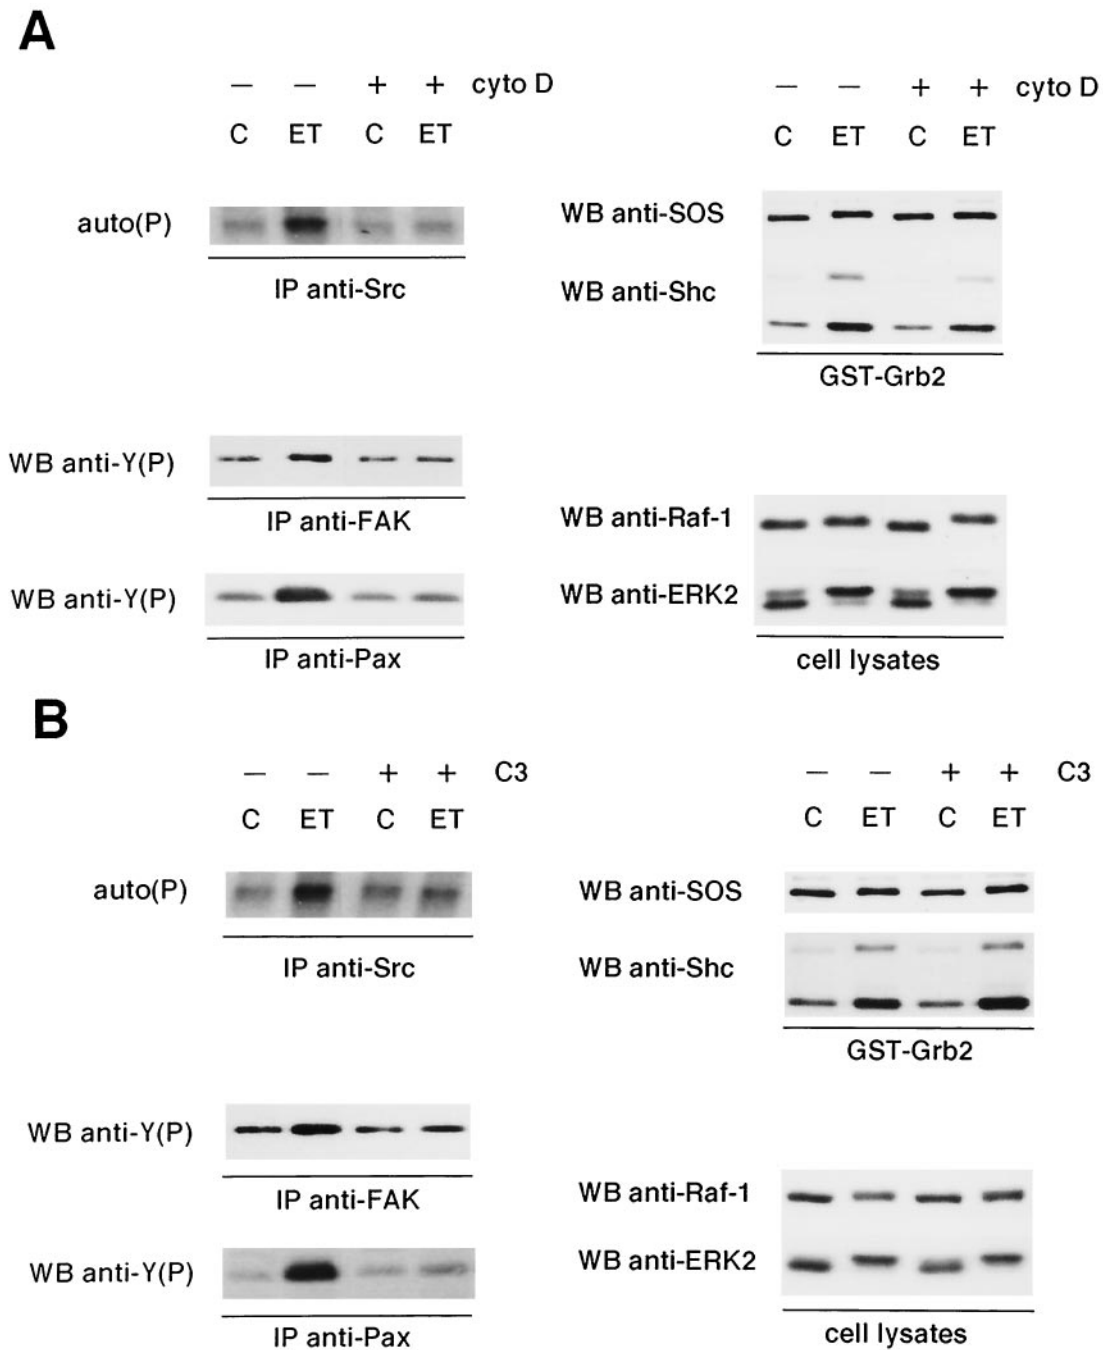 A
– – + + cyto D
C ET C ET
auto(P)
IP anti-Src
WB anti-Y(P)
IP anti-FAK
WB anti-Y(P)
IP anti-Pax
– – + + cyto D
C ET C ET
WB anti-SOS
WB anti-Shc
GST-Grb2
WB anti-Raf-1
WB anti-ERK2
cell lysates
B
– – + + C3
C ET C ET
auto(P)
IP anti-Src
WB anti-Y(P)
IP anti-FAK
WB anti-Y(P)
IP anti-Pax
– – + + C3
C ET C ET
WB anti-SOS
WB anti-Shc
GST-Grb2
WB anti-Raf-1
WB anti-ERK2
cell lysates